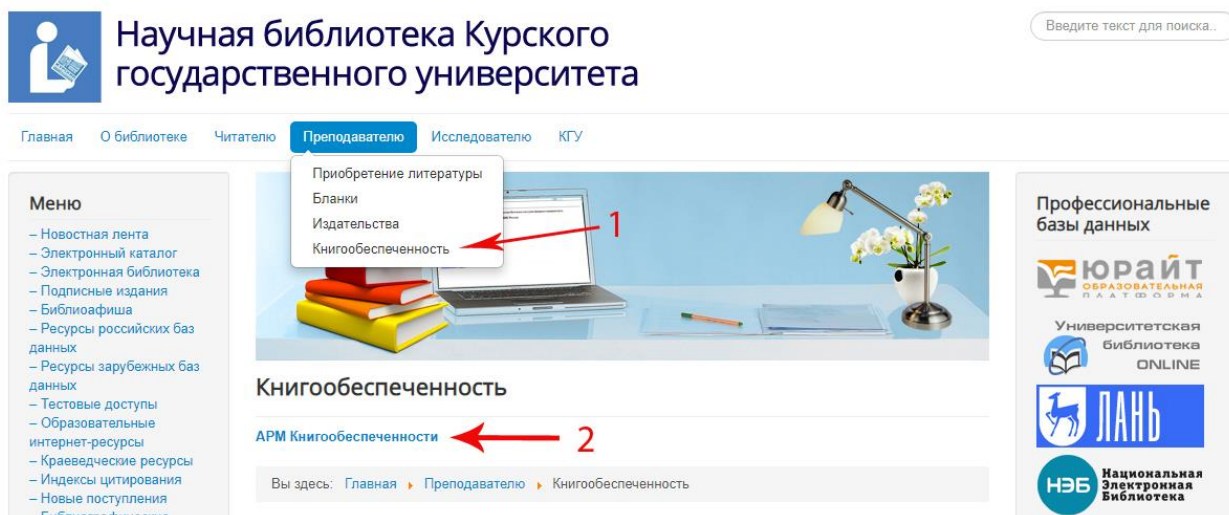 Научная библиотека Курского
государственного университета
Введите текст для поиска..
Главная О библиотеке Читателю Преподавателю Исследователю КГУ
Приобретение литературы
Бланки
Издательства
Книгообеспеченность
1
Меню
– Новостная лента
– Электронный каталог
– Электронная библиотека
– Подписные издания
– Библиоафиша
– Ресурсы российских баз
данных
– Ресурсы зарубежных баз
данных
– Тестовые доступы
– Образовательные
интернет-ресурсы
– Краеведческие ресурсы
– Индексы цитирования
– Новые поступления
Книгообеспеченность
АРМ Книгообеспеченности
2
Вы здесь: Главная Преподавателю Книгообеспеченность
Профессиональные
базы данных
юрайт
ОБРАЗОВАТЕЛЬНАЯ
ПЛАТФОРМА
Университетская
библиотека
ONLINE
ЛАНЬ
НЭБ
Национальная
Электронная
Библиотека